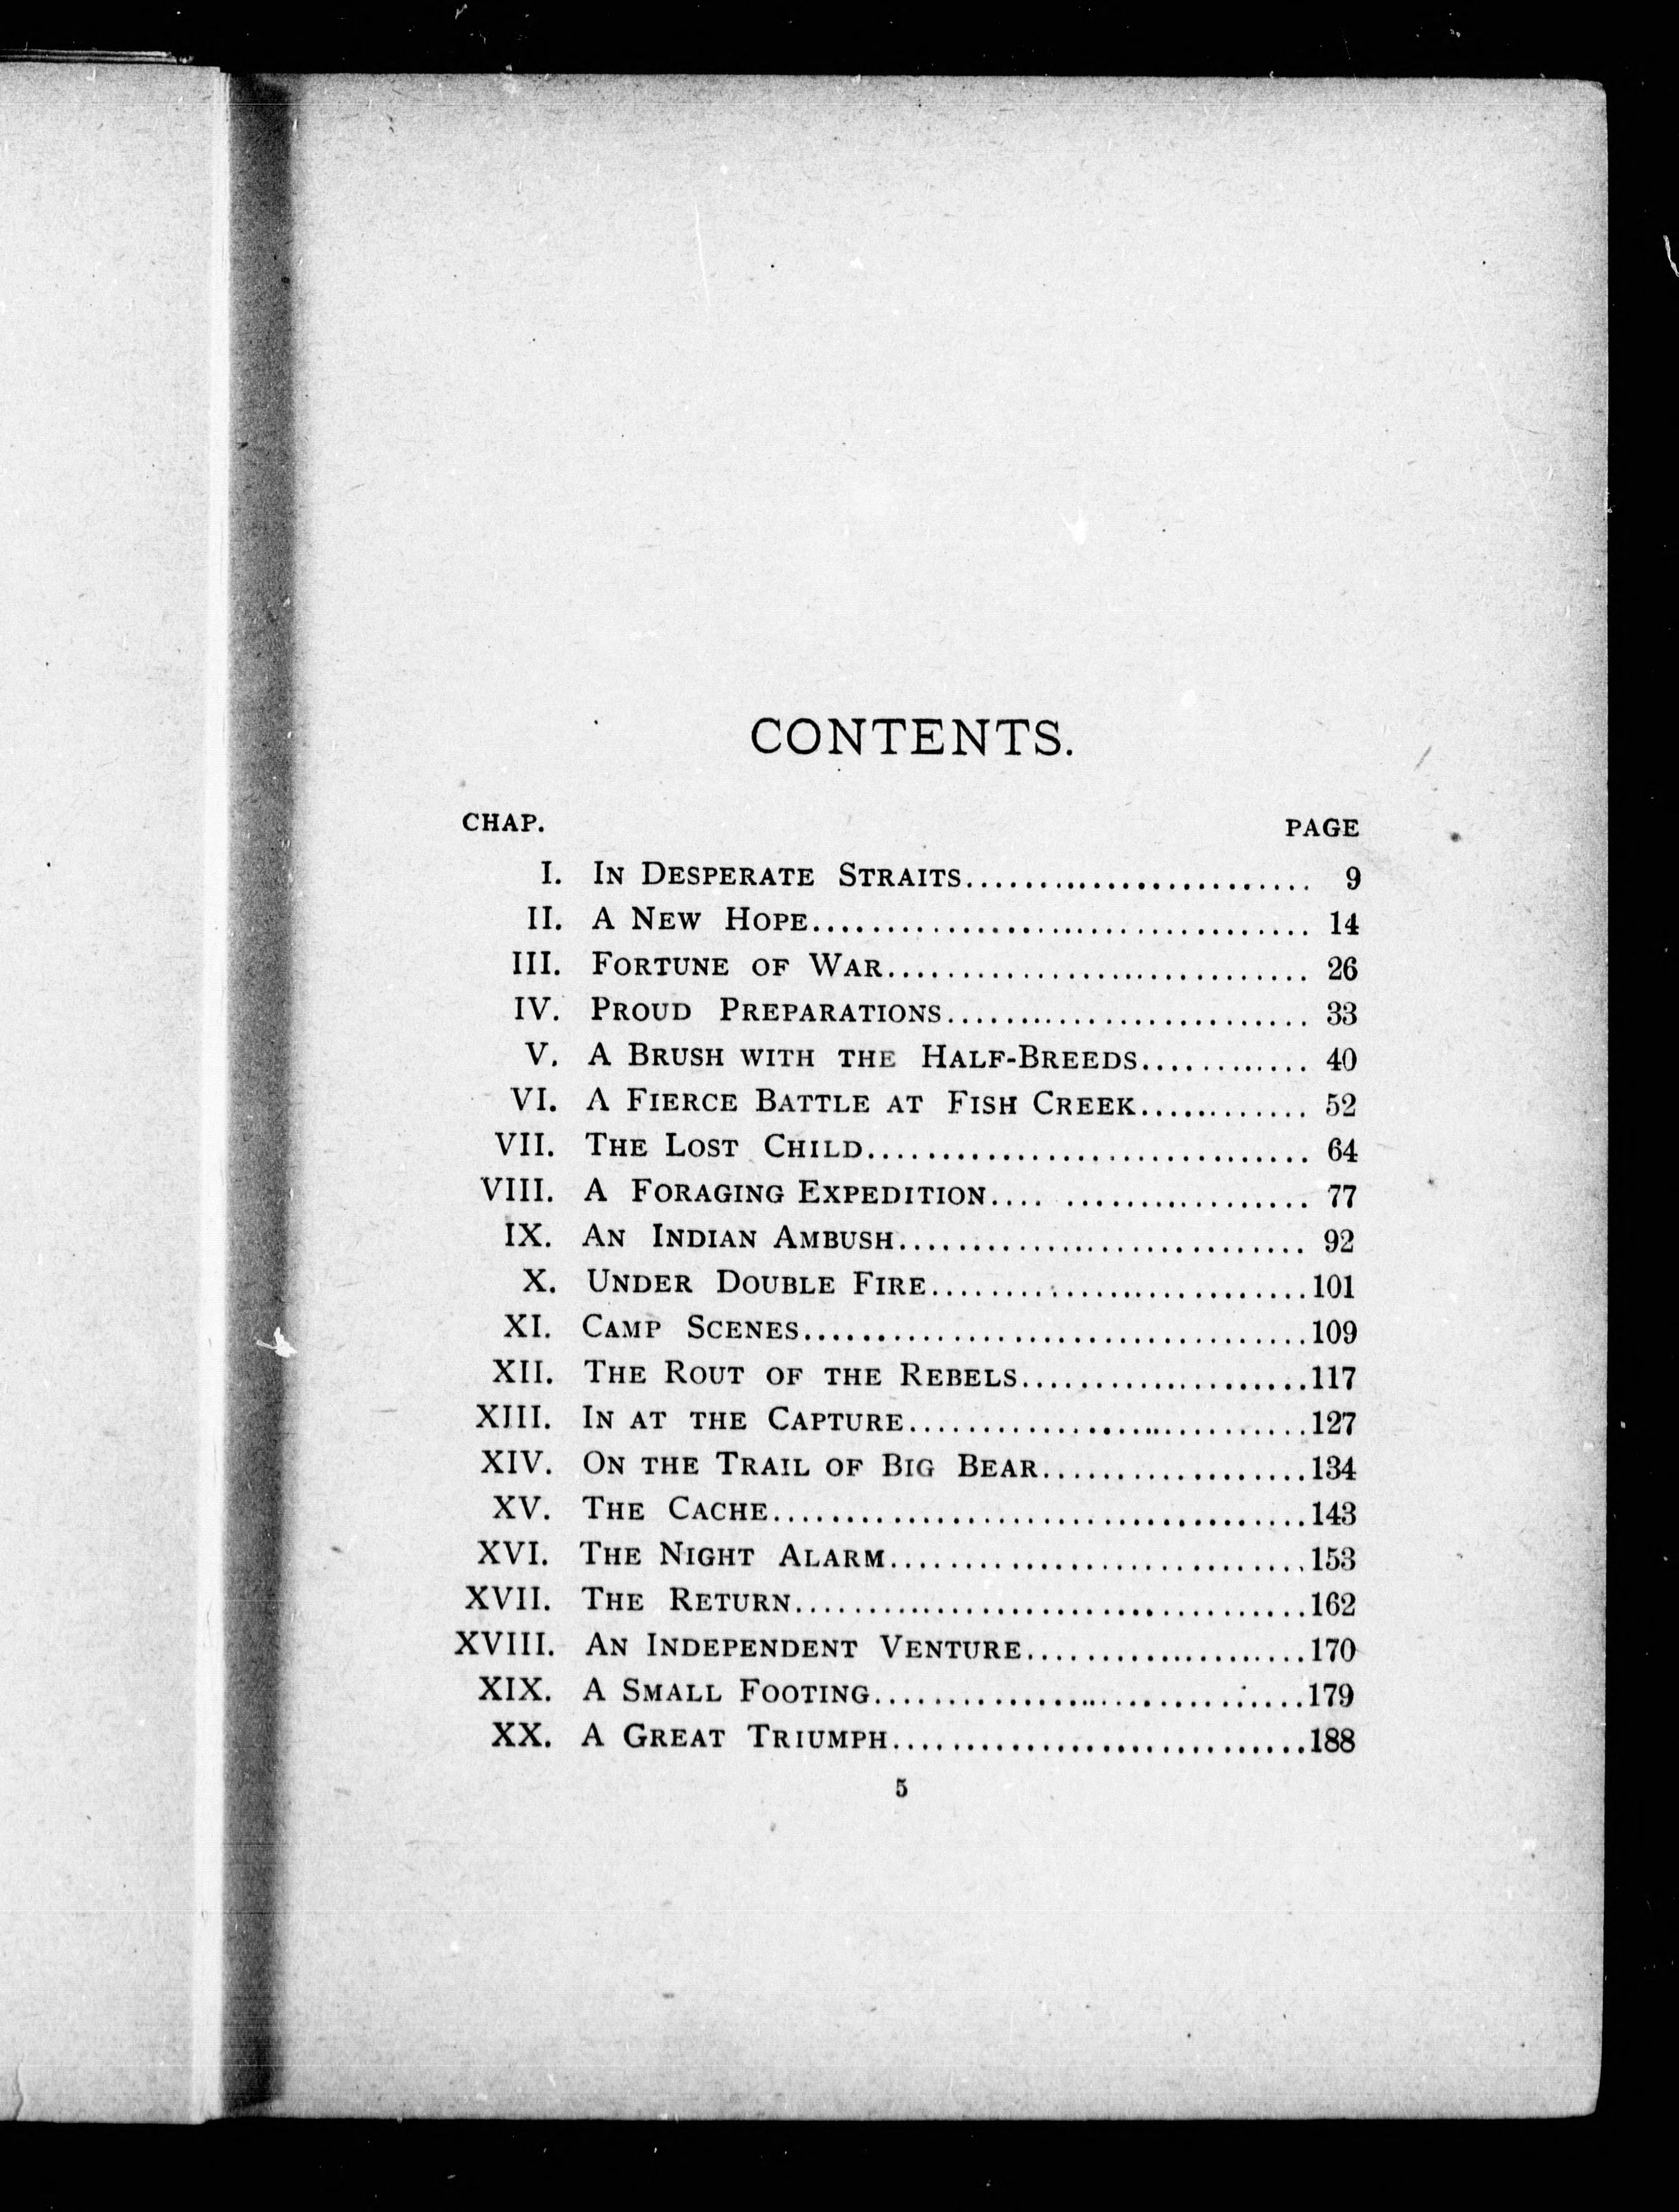 CONTENTS.
CHAP. PAGE
I. IN DESPERATE STRAITS........................ 9
II. A NEW HOPE.................................. 14
III. FORTUNE OF WAR............................. 26
IV. PROUD PREPARATIONS......................... 33
V. A BRUSH WITH THE HALF-BREEDS............ 40
VI. A FIERCE BATTLE AT FISH CREEK............ 52
VII. THE LOST CHILD.............................. 64
VIII. A FORAGING EXPEDITION.... ................. 77
IX. AN INDIAN AMBUSH............................ 92
X. UNDER DOUBLE FIRE..........................101
XI. CAMP SCENES...................................109
XII. THE ROUT OF THE REBELS....................117
XIII. IN AT THE CAPTURE...........................127
XIV. ON THE TRAIL OF BIG BEAR..................134
XV. THE CACHE.....................................143
XVI. THE NIGHT ALARM.............................153
XVII. THE RETURN...................................162
XVIII. AN INDEPENDENT VENTURE...................170
XIX. A SMALL FOOTING..............................179
XX. A GREAT TRIUMPH.............................188
5